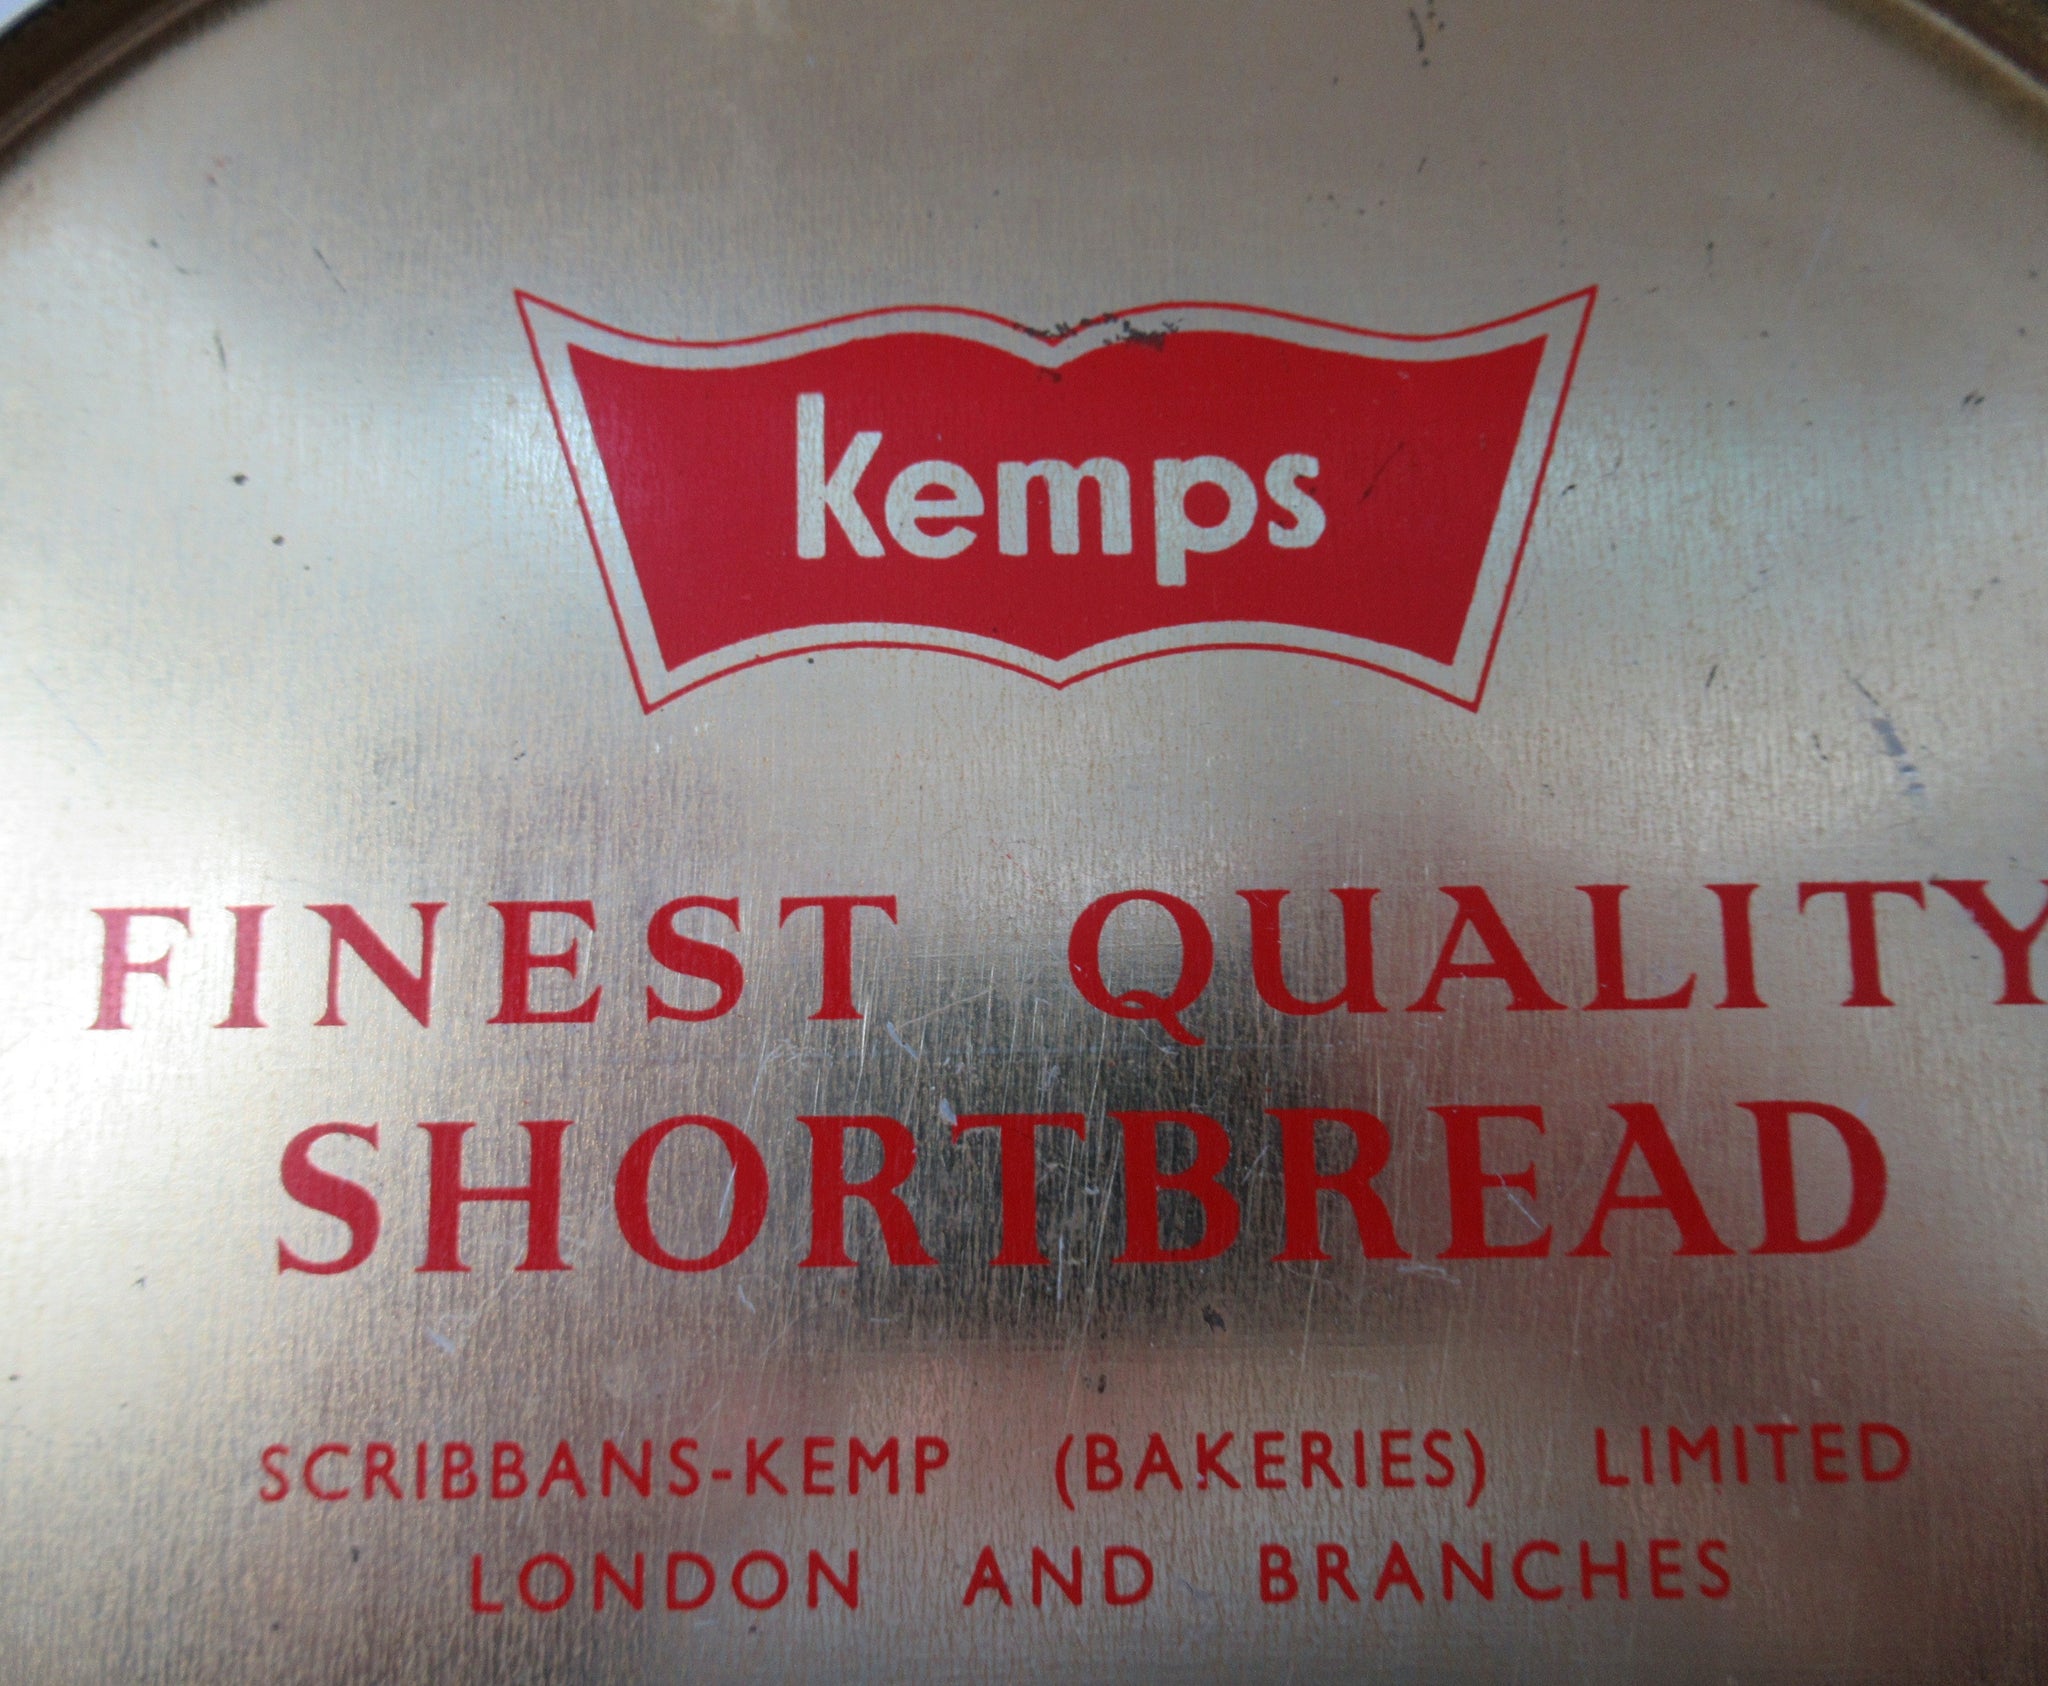 kemps
FINEST QUALITY
SHORTBREAD
SCRIBBANS-KEMP (BAKERIES) LIMITED
LONDON AND BRANCHES